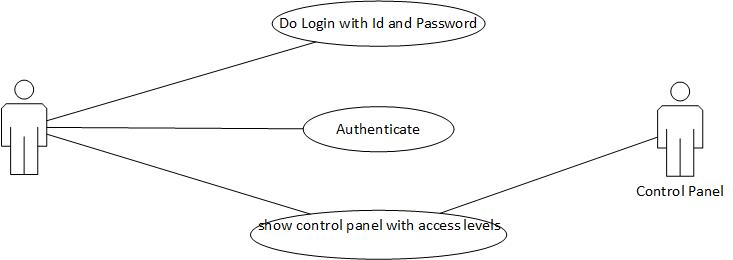 Do Login with Id and Password
Authenticate
Control Panel
show control panel with access levels